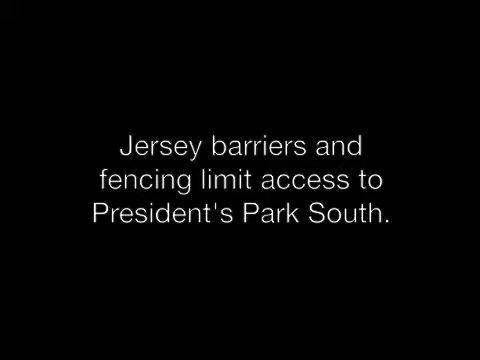 Jersey barriers and
fencing limit access to
President's Park South.